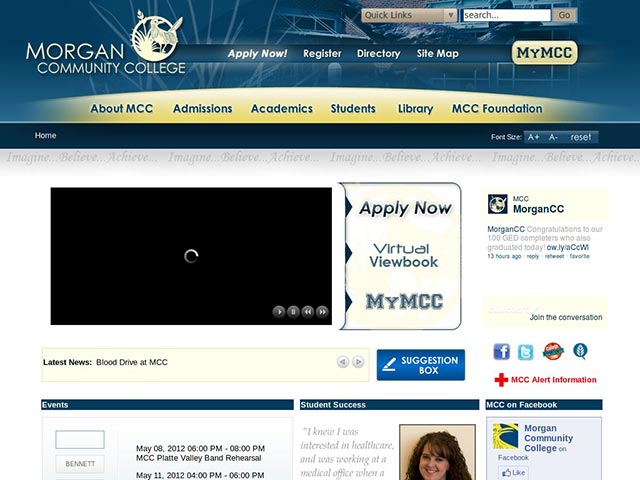 Quick Links
search...
Go
MORGAN
COMMUNITY COLLEGE
Apply Now!
Register
Directory
Site Map
MYMCC
About MCC
Admissions
Academics
Students
Library
MCC Foundation
Home
Font Size:
A+
A-
reset
Imagine...Believe...Achieve... Imagine...Believe...Achieve... Imagine...Believe...Achieve... Imagine...Believe...Achieve...
Apply Now
Virtual
Viewbook
MYMCC
MCC
MorganCC
MorganCC Congratulations to our
100 GED completers who also
graduated today! ow.ly/aCcWl
13 hours ago · reply · retweet · favorite
Join the conversation
Latest News: Blood Drive at MCC
SUGGESTION
BOX
MCC Alert Information
Events
BENNETT
May 08, 2012 06:00 PM - 08:00 PM
MCC Platte Valley Band Rehearsal
May 11, 2012 04:00 PM - 06:00 PM
Student Success
"I knew I was
interested in healthcare,
and was working at a
medical office when a
MCC on Facebook
Morgan
Community
College on
Facebook
Like